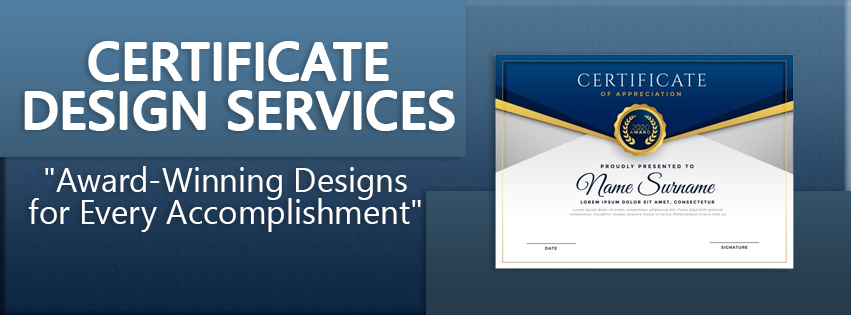 CERTIFICATE
DESIGN SERVICES
"Award-Winning Designs
for Every Accomplishment"
CERTIFICATE
OF APPRECIATION
2020
AWARD
PROUDLY PRESENTED TO
Name Surname
LOREM IPSUM DOLOR SIT AMET, CONSECTETUR
DATE
SIGNATURE